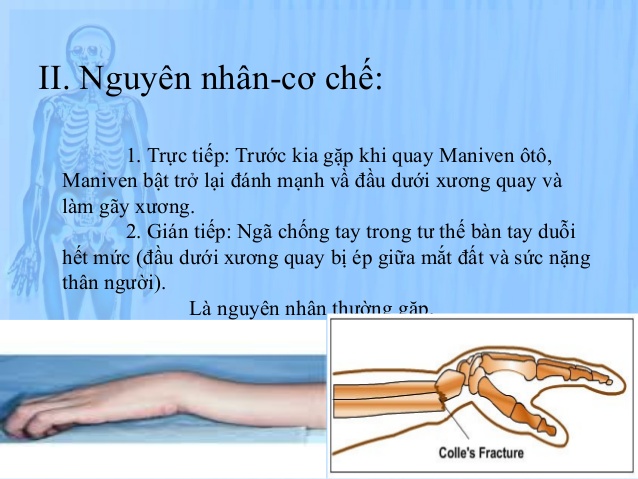 II. Nguyên nhân-cơ chế:
1. Trực tiếp: Trước kia gặp khi quay Maniven ôtô,
Maniven bật trở lại đánh mạnh vầ đầu dưới xương quay và
làm gãy xương.
2. Gián tiếp: Ngã chống tay trong tư thế bàn tay duỗi
hết mức (đầu dưới xương quay bị ép giữa mắt đất và sức nặng
thân người).
Là nguyên nhân thường gặp.
Colle's Fracture